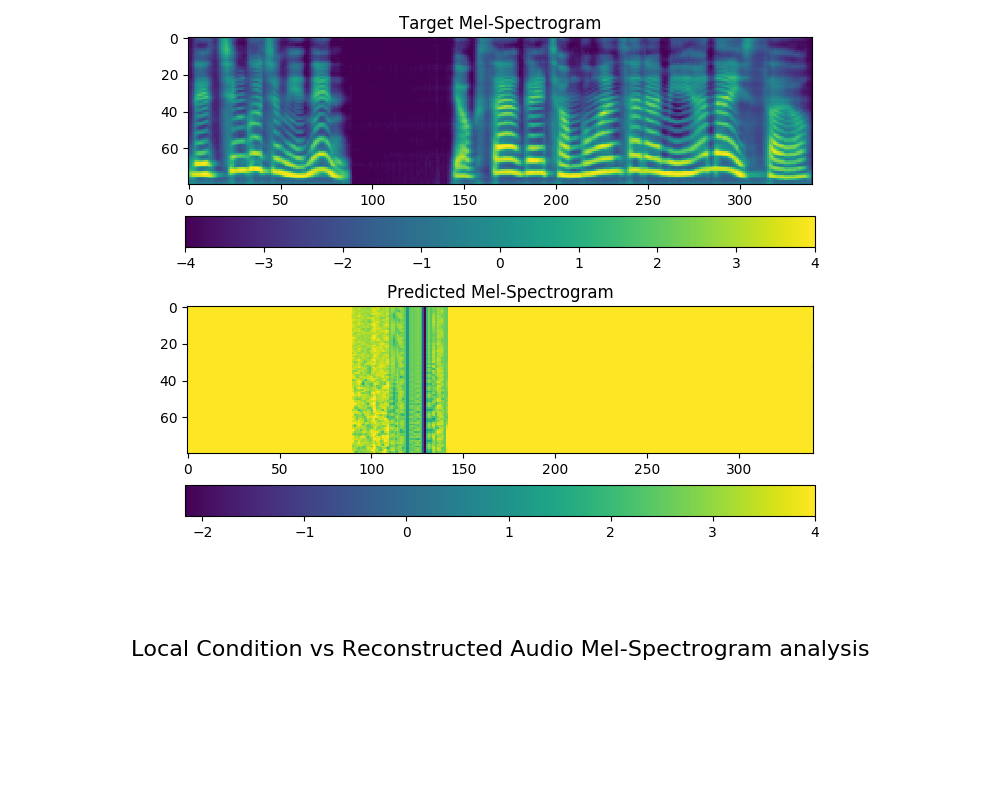 Target Mel-Spectrogram
0
20
40
60
0 50 100 150 200 250 300
−4 −3 −2 −1 0 1 2 3 4
Predicted Mel-Spectrogram
0
20
40
60
0 50 100 150 200 250 300
−2 −1 0 1 2 3 4
Local Condition vs Reconstructed Audio Mel-Spectrogram analysis